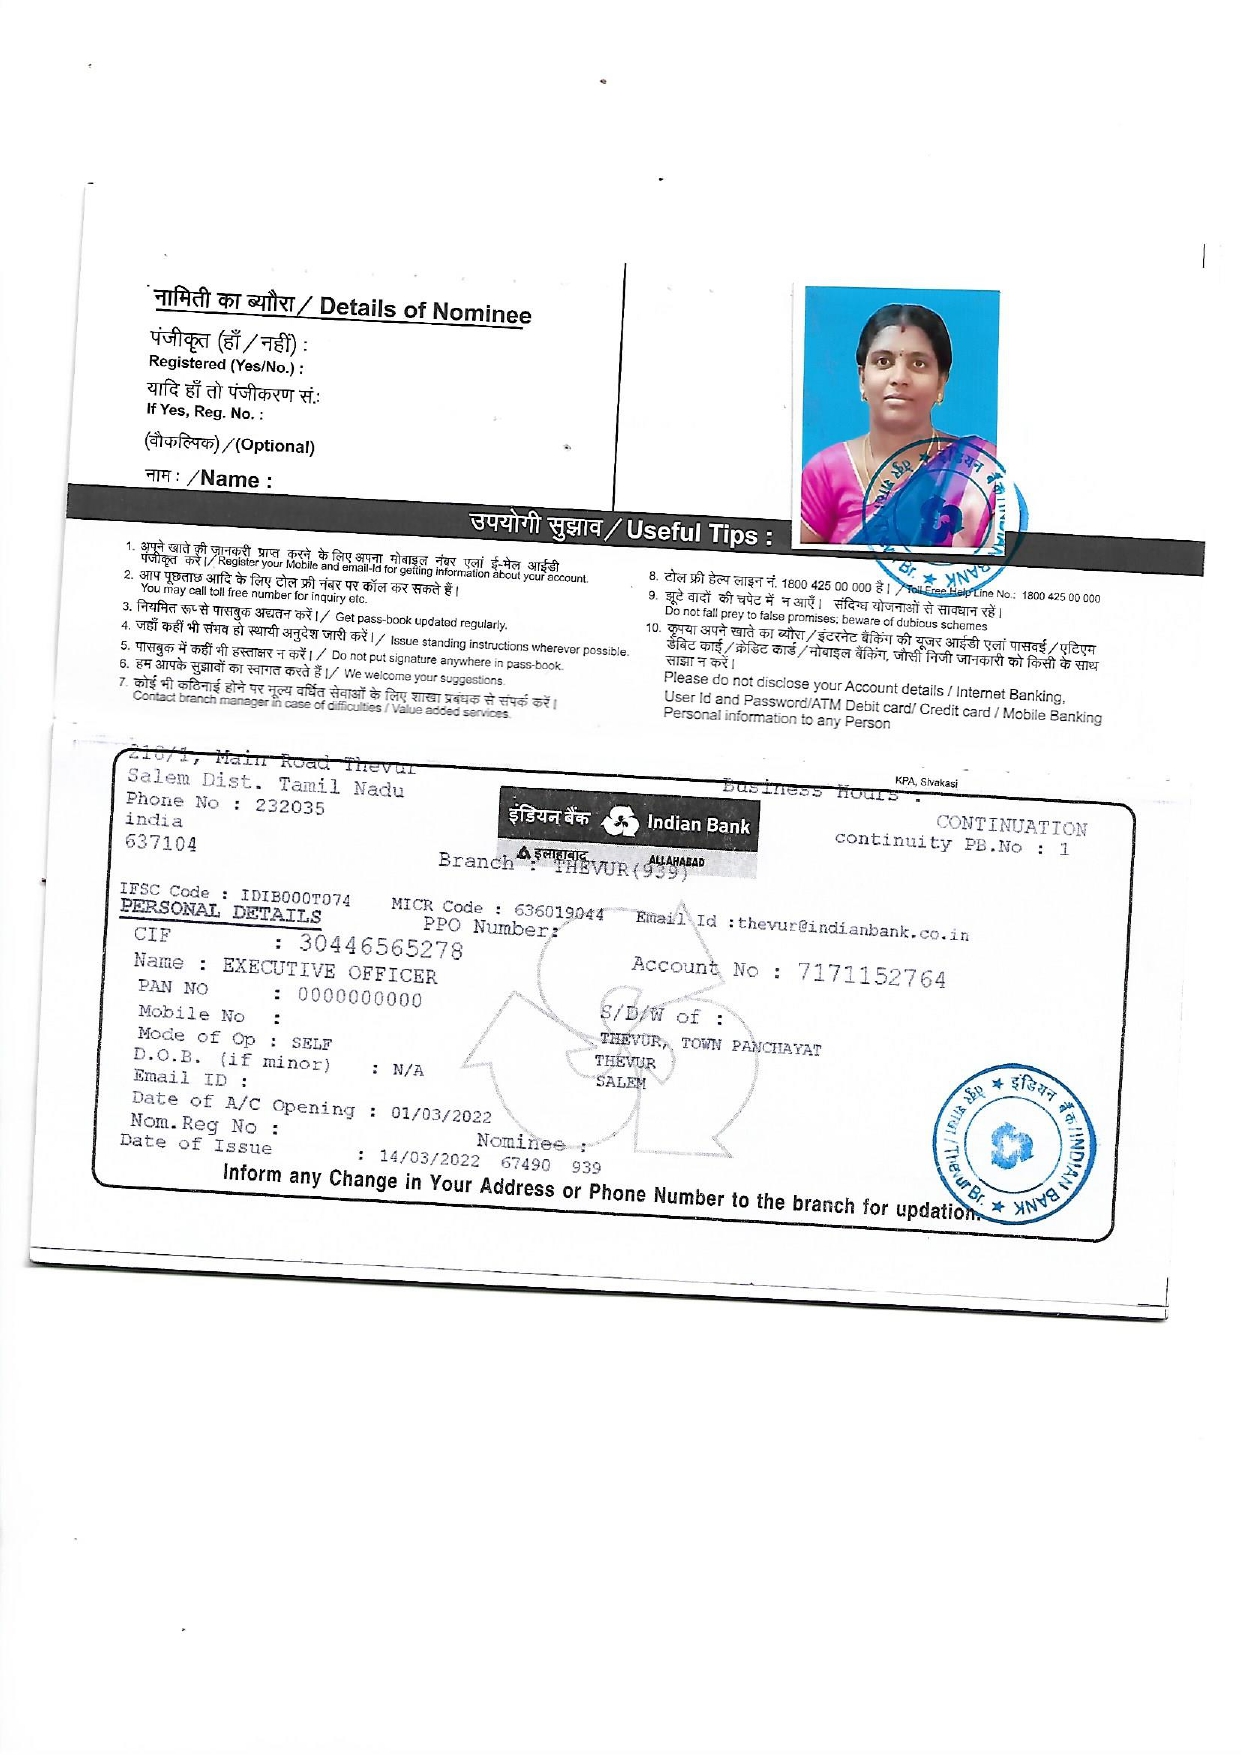 नामिती का ब्यौरा / Details of Nominee
पंजीकृत (हाँ / नहीं) :
Registered (Yes/No.) :
यादि हाँ तो पंजीकरण सं.:
If Yes, Reg. No. :
(वौकल्पिक) / (Optional)
नाम : /Name :
उपयोगी सुझाव / Useful Tips :
1. अपूने खाते की जानकरी प्राप्त करने के लिए अपना मोबाइल नंबर एलां ई-मेल आईडी
पंजीकृत करें। / Register your Mobile and email-Id for getting information about your account.
2. आप पूछताछ आदि के लिए टोल फ्री नंबर पर कॉल कर सकते हैं।
You may call toll free number for inquiry etc.
3. नियमित रूप से पासबुक अद्यतन करें। / Get pass-book updated regularly.
4. जहाँ कहीं भी संभव हो स्थायी अनुदेश जारी करें। / Issue standing instructions wherever possible.
5. पासबुक में कहीं भी हस्ताक्षर न करें। / Do not put signature anywhere in pass-book.
6. हम आपके सुझावों का स्वागत करते हैं। / We welcome your suggestions.
7. कोई भी कठिनाई होने पर मूल्य वर्धित सेवाओं के लिए शाखा प्रबंधक से संपर्क करें।
Contact branch manager in case of difficulties / Value added services.
8. टोल फ्री हेल्प लाइन नं. 1800 425 00 000 है। / Toll Free Help Line No.: 1800 425 00 000
9. झूटे वादों की चपेट में न आएँ। संदिग्ध योजनाओं से सावधान रहें।
Do not fall prey to false promises; beware of dubious schemes
10. कृपया अपने खाते का ब्यौरा / इंटरनेट बैंकिंग की यूजर आईडी एलां पासवर्ड / एटिएम
डेबिट कार्ड / क्रेडिट कार्ड / मोबाइल बैंकिंग, जौसी निजी जानकारी को किसी के साथ
साझा न करें।
Please do not disclose your Account details / Internet Banking,
User Id and Password/ATM Debit card/ Credit card / Mobile Banking
Personal information to any Person
KPA, Sivakasi
218/1, Main Road Thevur
Salem Dist. Tamil Nadu
Phone No : 232035
india
637104
Business Hours :
CONTINUATION
continuity PB.No : 1
इंडियन बैंक Indian Bank
इलाहाबाद ALLAHABAD
Branch : THEVUR(939)
IFSC Code : IDIB000T074 MICR Code : 636019044 Email Id :thevur@indianbank.co.in
PERSONAL DETAILS PPO Number:
CIF : 30446565278
Name : EXECUTIVE OFFICER Account No : 7171152764
PAN NO : 0000000000
Mobile No : S/D/W of :
Mode of Op : SELF THEVUR, TOWN PANCHAYAT
D.O.B. (if minor) : N/A THEVUR
Email ID : SALEM
Date of A/C Opening : 01/03/2022
Nom.Reg No : Nominee :
Date of Issue : 14/03/2022 67490 939
Inform any Change in Your Address or Phone Number to the branch for updation.
इंडियन बैंक/INDIAN BANK
Thevur Br.